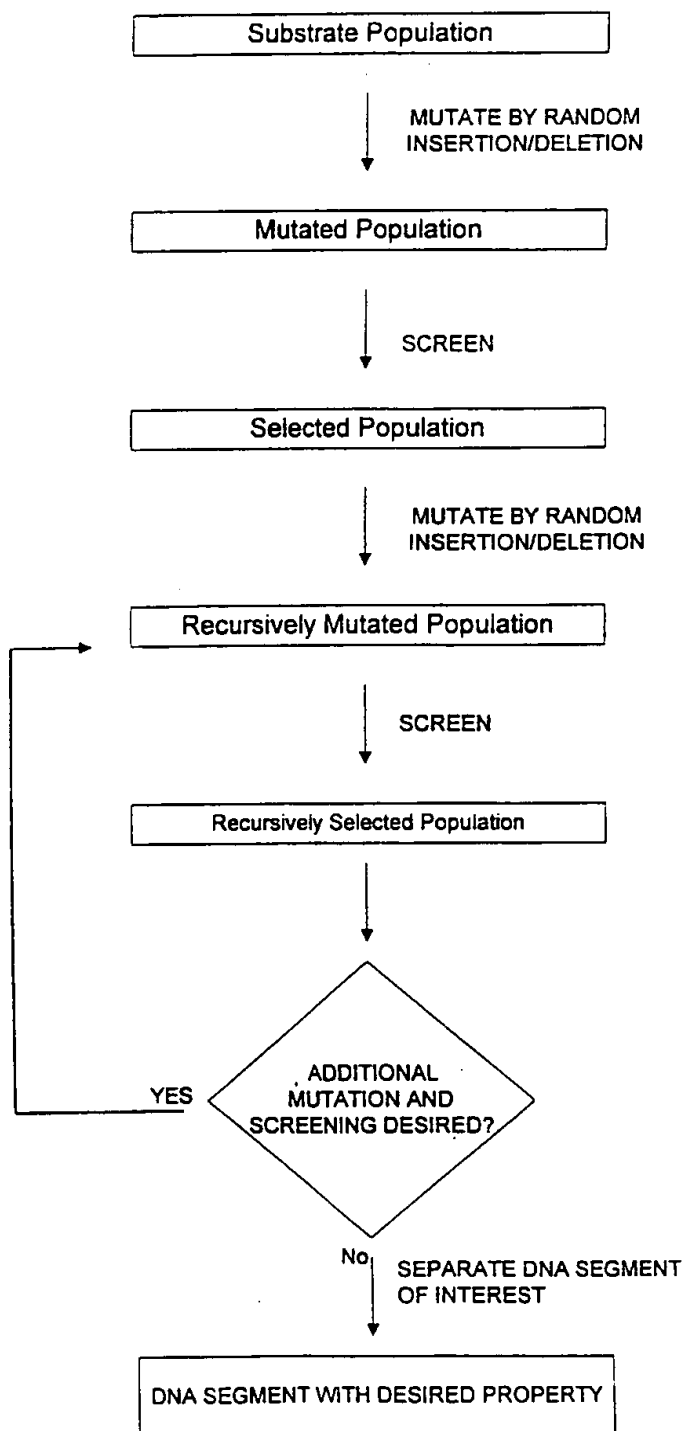 Substrate Population
MUTATE BY RANDOM
INSERTION/DELETION
Mutated Population
SCREEN
Selected Population
MUTATE BY RANDOM
INSERTION/DELETION
Recursively Mutated Population
SCREEN
Recursively Selected Population
ADDITIONAL
MUTATION AND
SCREENING DESIRED?
YES
No
SEPARATE DNA SEGMENT
OF INTEREST
DNA SEGMENT WITH DESIRED PROPERTY